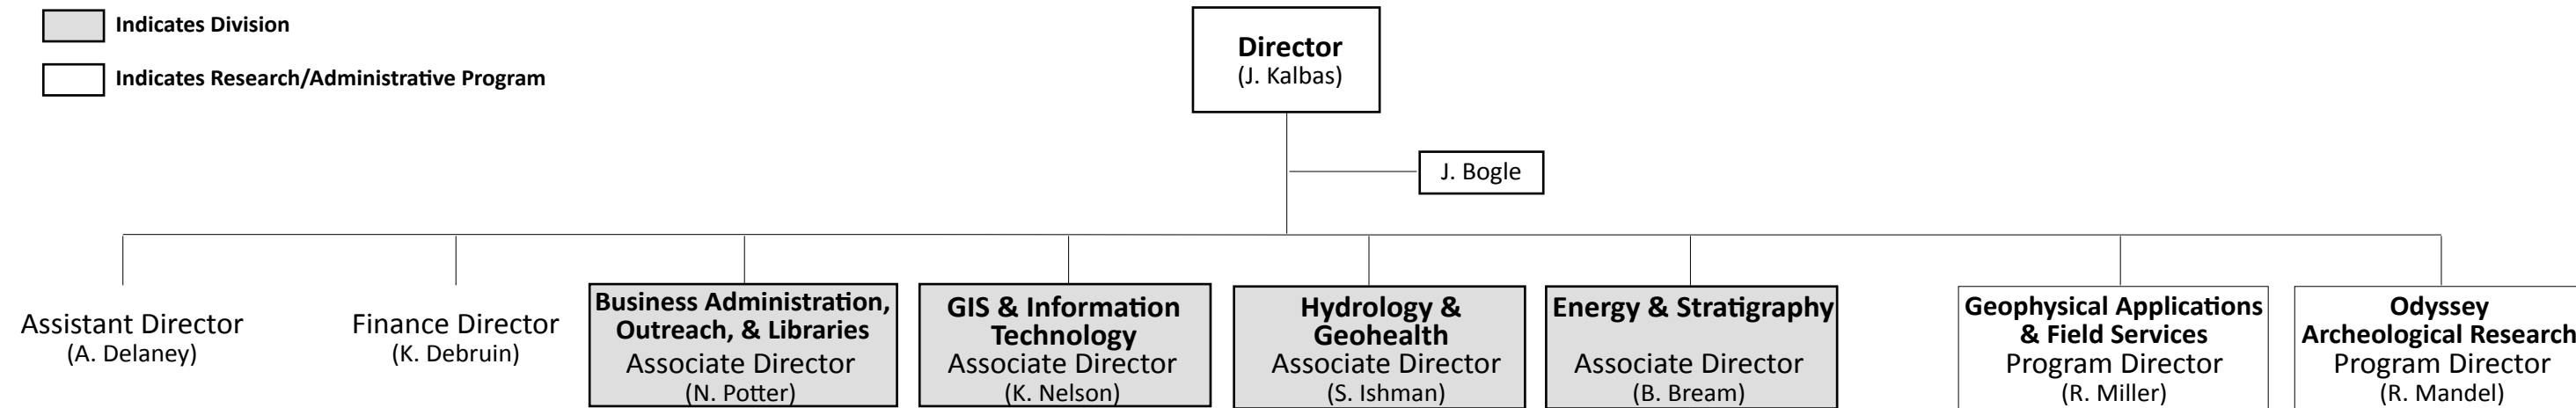 Indicates Division
Indicates Research/Administrative Program
Director
(J. Kalbas)
J. Bogle
Assistant Director
(A. Delaney)
Finance Director
(K. Debruin)
Business Administration,
Outreach, & Libraries
Associate Director
(N. Potter)
GIS & Information
Technology
Associate Director
(K. Nelson)
Hydrology &
Geohealth
Associate Director
(S. Ishman)
Energy & Stratigraphy
Associate Director
(B. Bream)
Geophysical Applications
& Field Services
Program Director
(R. Miller)
Odyssey
Archeological Research
Program Director
(R. Mandel)